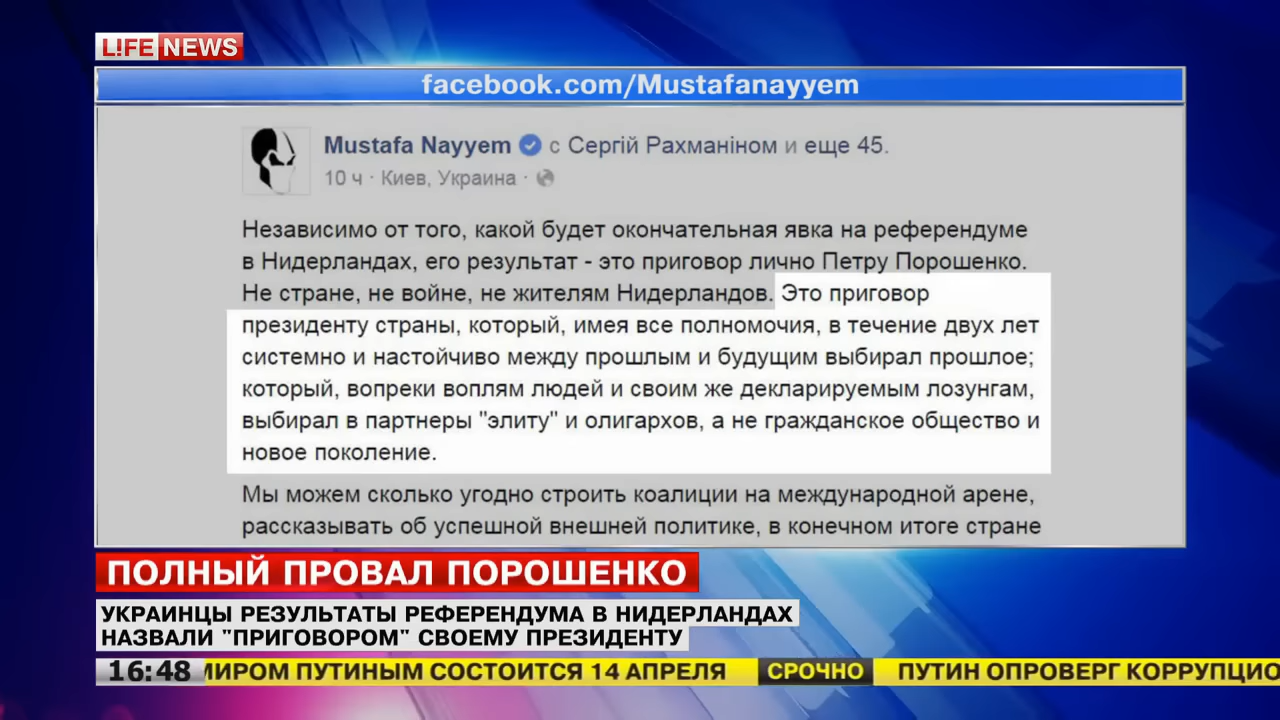 L!FE NEWS
facebook.com/Mustafanayyem
Mustafa Nayyem с Сергій Рахманіном и еще 45.
10 ч · Киев, Украина ·
Независимо от того, какой будет окончательная явка на референдуме
в Нидерландах, его результат - это приговор лично Петру Порошенко.
Не стране, не войне, не жителям Нидерландов. Это приговор
президенту страны, который, имея все полномочия, в течение двух лет
системно и настойчиво между прошлым и будущим выбирал прошлое;
который, вопреки воплям людей и своим же декларируемым лозунгам,
выбирал в партнеры "элиту" и олигархов, а не гражданское общество и
новое поколение.
Мы можем сколько угодно строить коалиции на международной арене,
рассказывать об успешной внешней политике, в конечном итоге стране
ПОЛНЫЙ ПРОВАЛ ПОРОШЕНКО
УКРАИНЦЫ РЕЗУЛЬТАТЫ РЕФЕРЕНДУМА В НИДЕРЛАНДАХ
НАЗВАЛИ "ПРИГОВОРОМ" СВОЕМУ ПРЕЗИДЕНТУ
16:48 ИРОМ ПУТИНЫМ СОСТОИТСЯ 14 АПРЕЛЯ СРОЧНО ПУТИН ОПРОВЕРГ КОРРУПЦИО